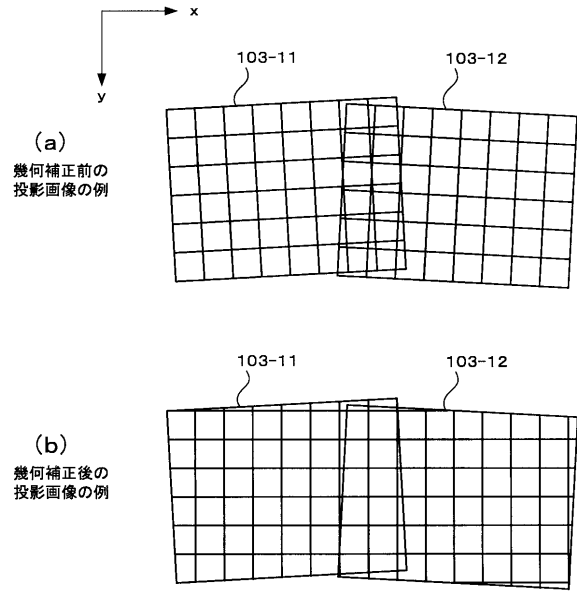 x
y
103-11
103-12
(a)
幾何補正前の
投影画像の例
103-11
103-12
(b)
幾何補正後の
投影画像の例